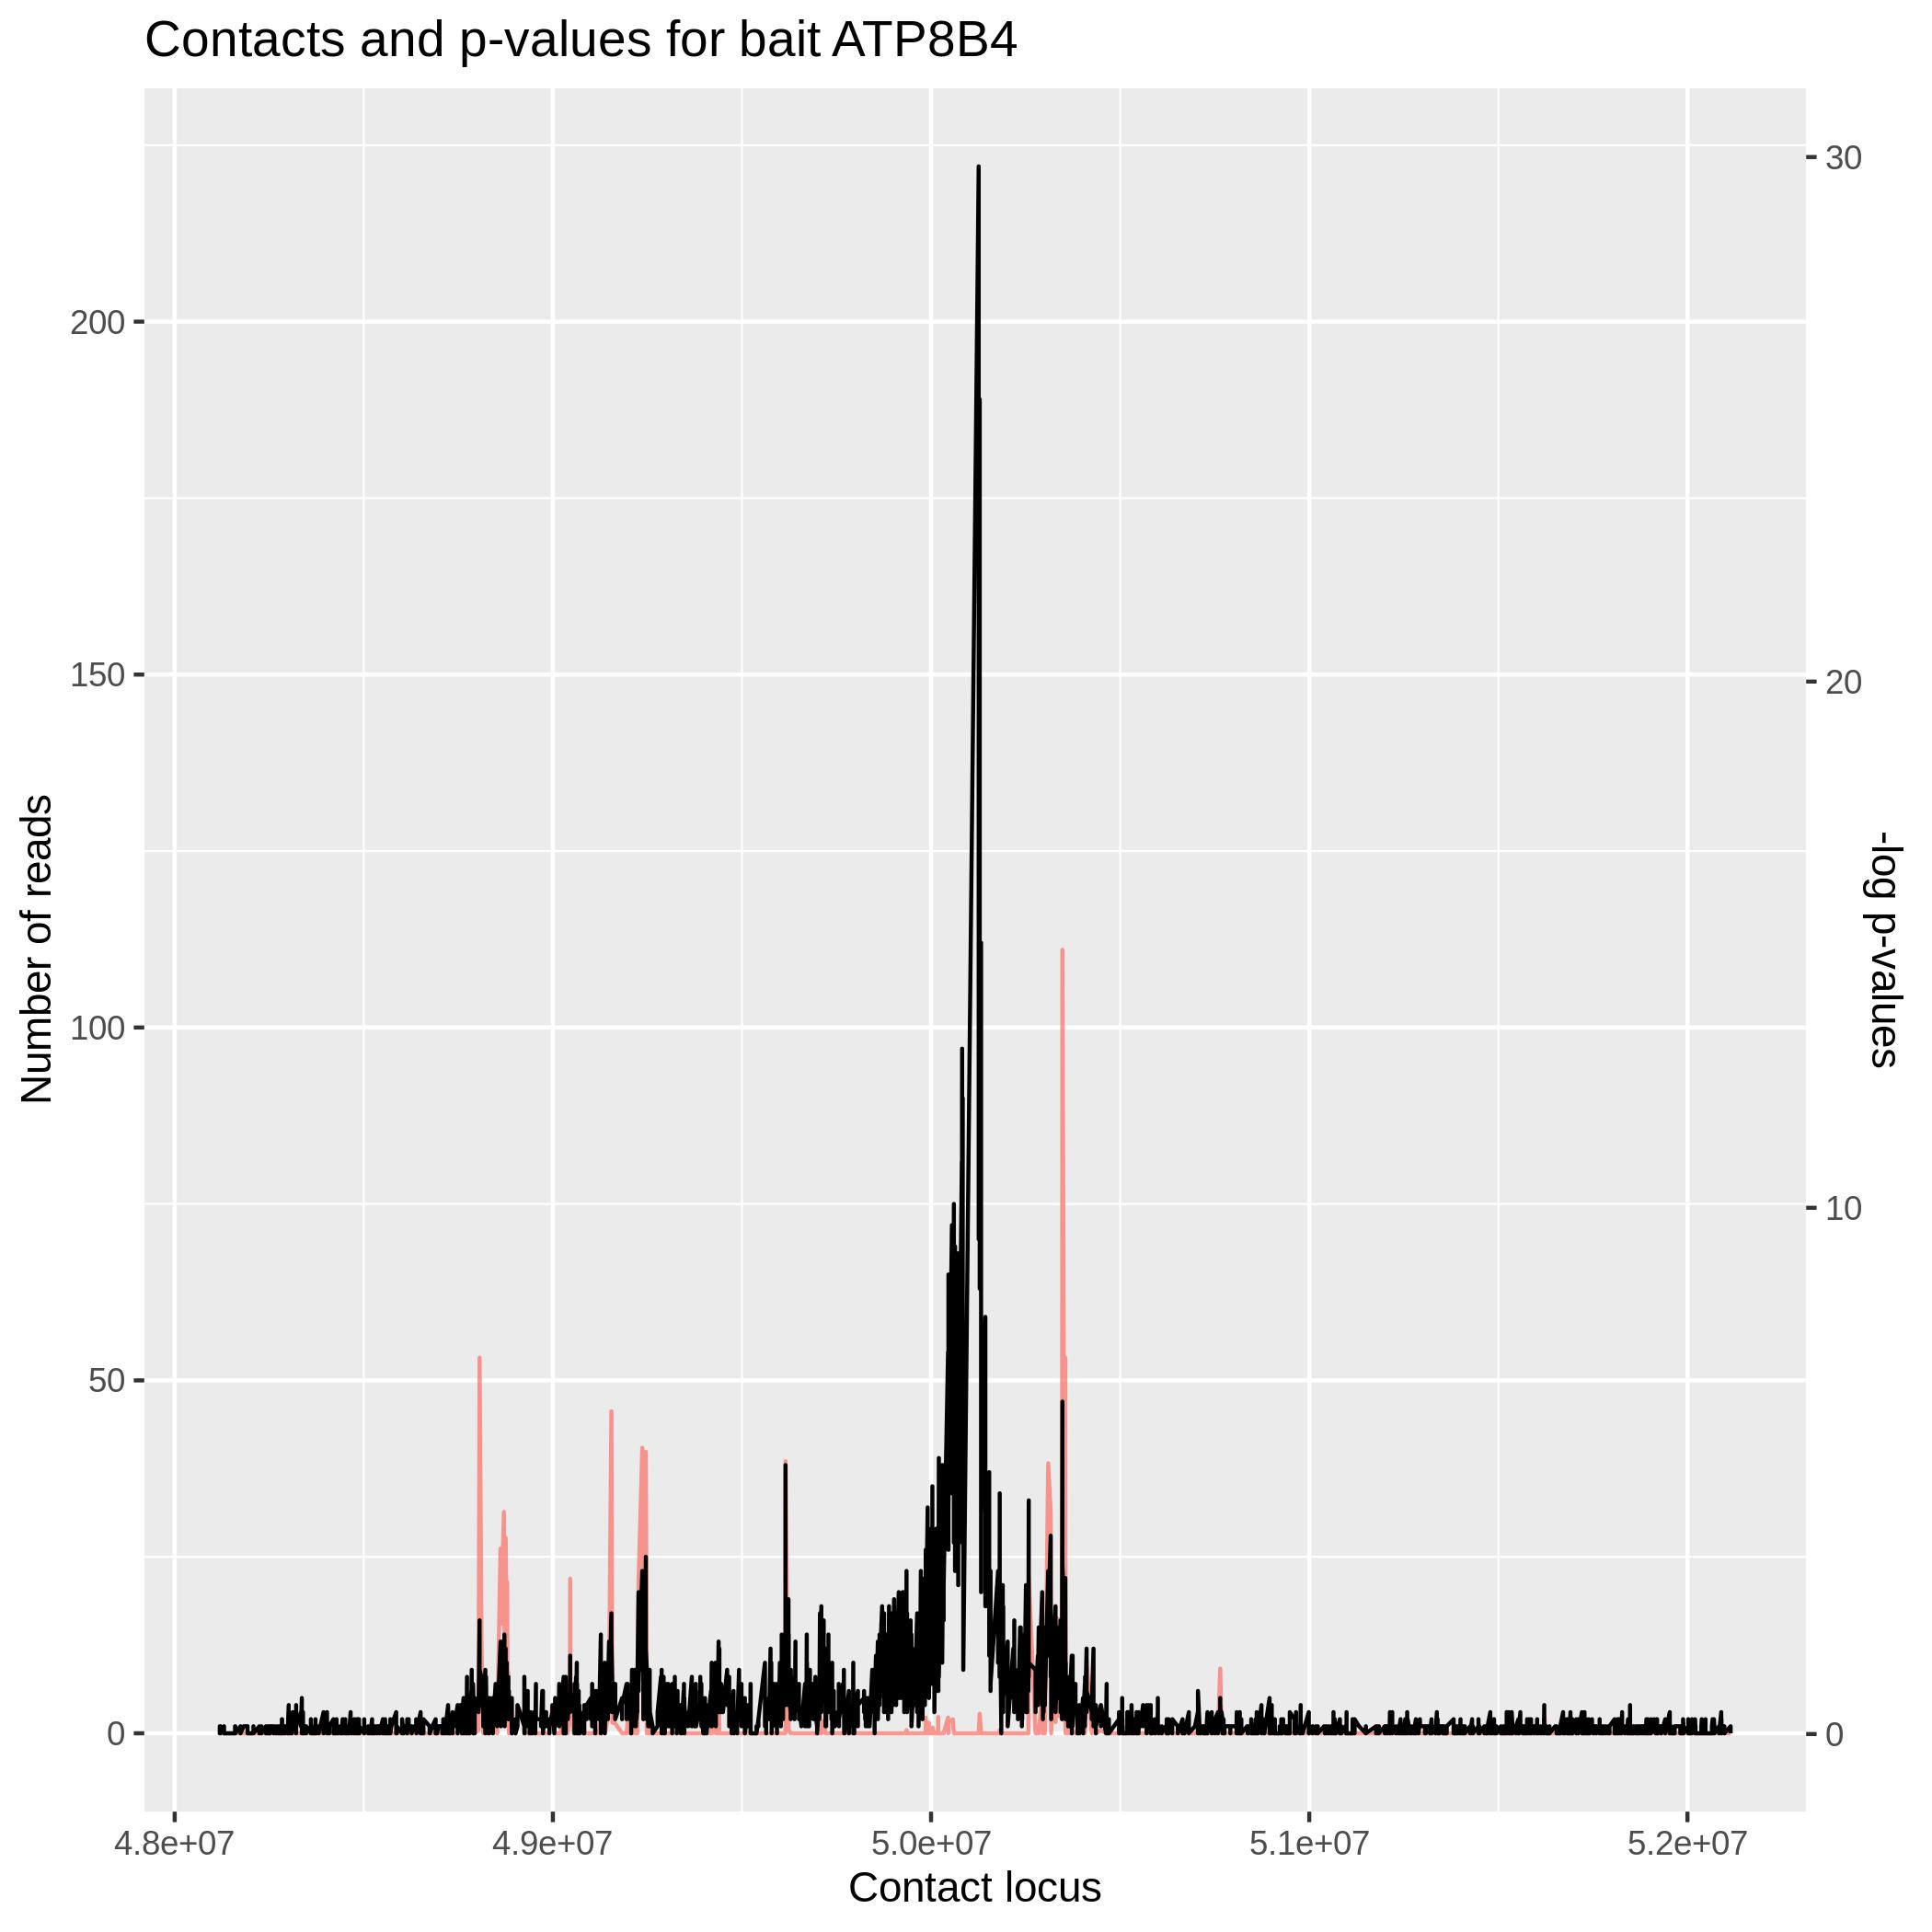 Contacts and p-values for bait ATP8B4
Number of reads
200
150
100
50
0
30
20
10
0
-log p-values
4.8e+07 4.9e+07 5.0e+07 5.1e+07 5.2e+07
Contact locus